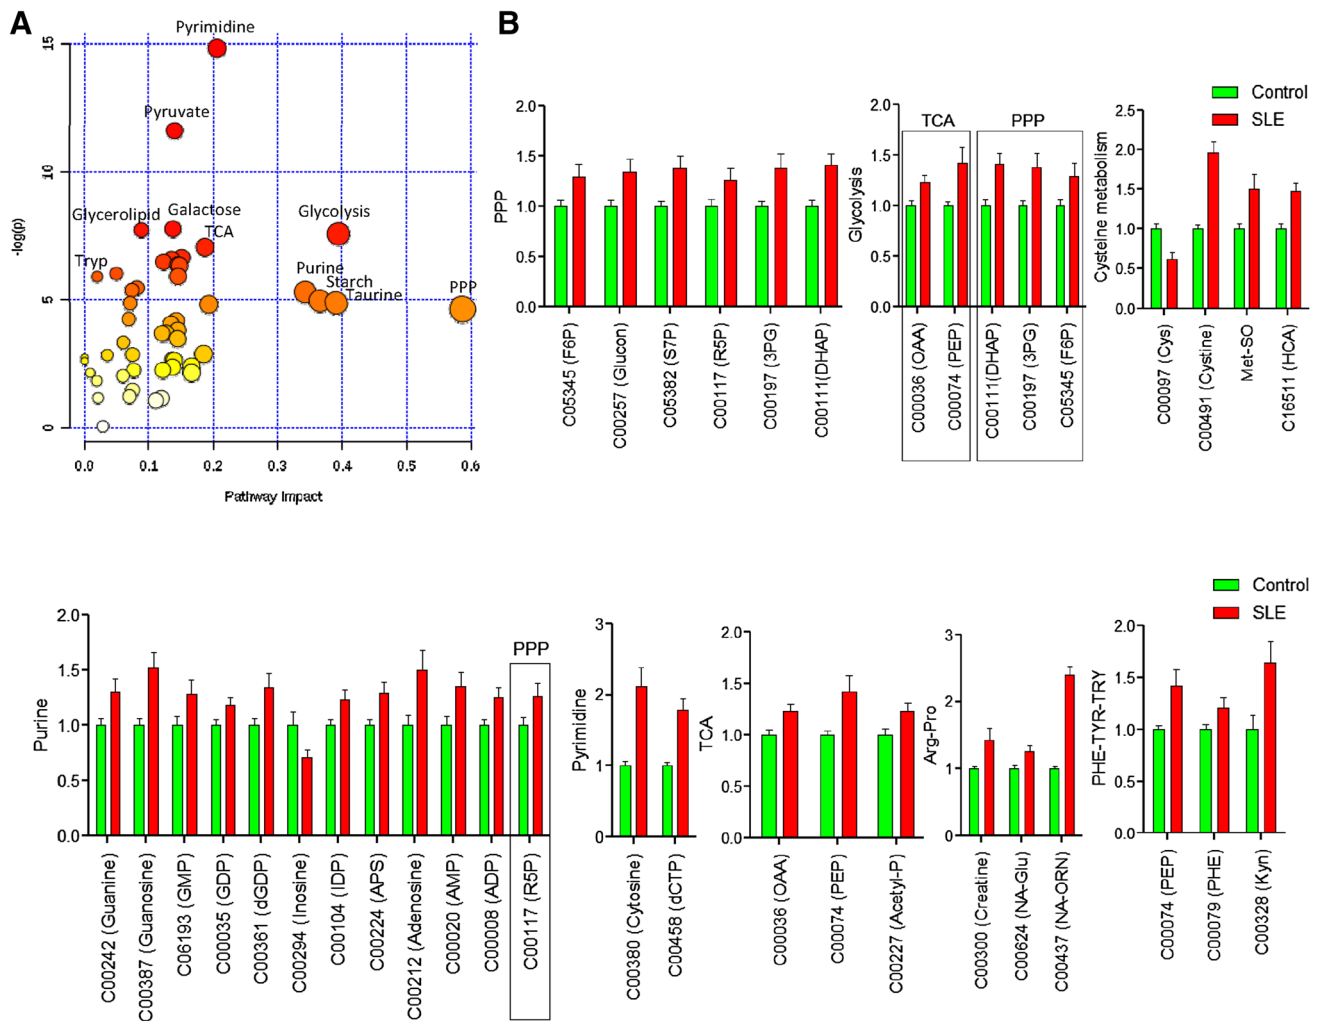 A
B
15
10
5
0
-log(p)
Pyrimidine
Pyruvate
Glycerolipid
Galactose
TCA
Tryp
Glycolysis
Purine
Starch
Taurine
PPP
0.0 0.1 0.2 0.3 0.4 0.5 0.6
Pathway Impact
PPP
2.0
1.5
1.0
0.5
0.0
C05345 (F6P)
C00257 (Glucon)
C05382 (S7P)
C00117 (R5P)
C00197 (3PG)
C00111(DHAP)
Glycolysis
2.0
1.5
1.0
0.5
0.0
TCA
PPP
C00036 (OAA)
C00074 (PEP)
C00111(DHAP)
C00197 (3PG)
C05345 (F6P)
Control
SLE
Cysteine metabolism
2.5
2.0
1.5
1.0
0.5
0.0
C00097 (Cys)
C00491 (Cystine)
Met-SO
C16511 (HCA)
Purine
2.0
1.5
1.0
0.5
0.0
PPP
C00242 (Guanine)
C00387 (Guanosine)
C06193 (GMP)
C00035 (GDP)
C00361 (dGDP)
C00294 (Inosine)
C00104 (IDP)
C00224 (APS)
C00212 (Adenosine)
C00020 (AMP)
C00008 (ADP)
C00117 (R5P)
Pyrimidine
3
2
1
0
C00380 (Cytosine)
C00458 (dCTP)
TCA
2.0
1.5
1.0
0.5
0.0
C00036 (OAA)
C00074 (PEP)
C00227 (Acetyl-P)
Arg-Pro
3
2
1
0
C00300 (Creatine)
C00624 (NA-Glu)
C00437 (NA-ORN)
Control
SLE
PHE-TYR-TRY
2.0
1.5
1.0
0.5
0.0
C00074 (PEP)
C00079 (PHE)
C00328 (Kyn)